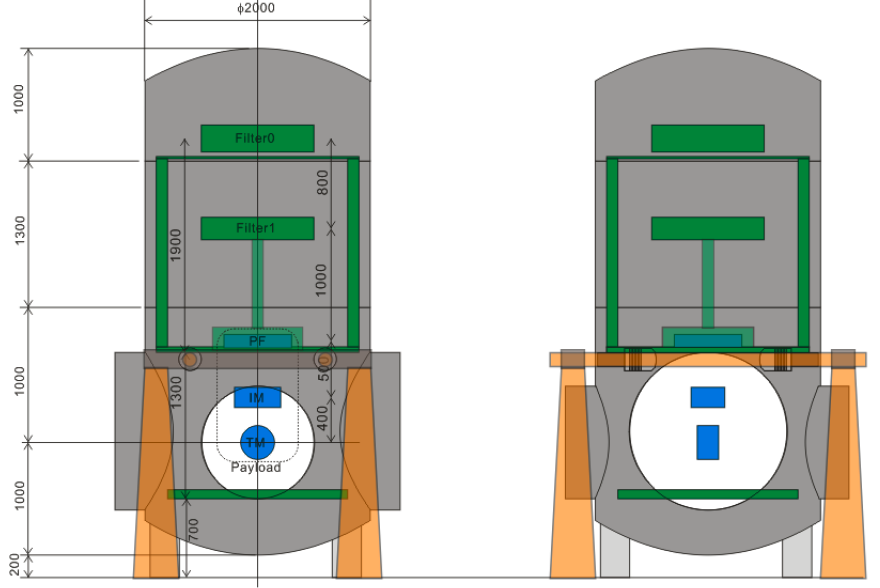 ϕ2000
1000
Filter0
800
1300
1900
Filter1
1000
PF
500
1000
1300
IM
400
TM
Payload
1000
700
200